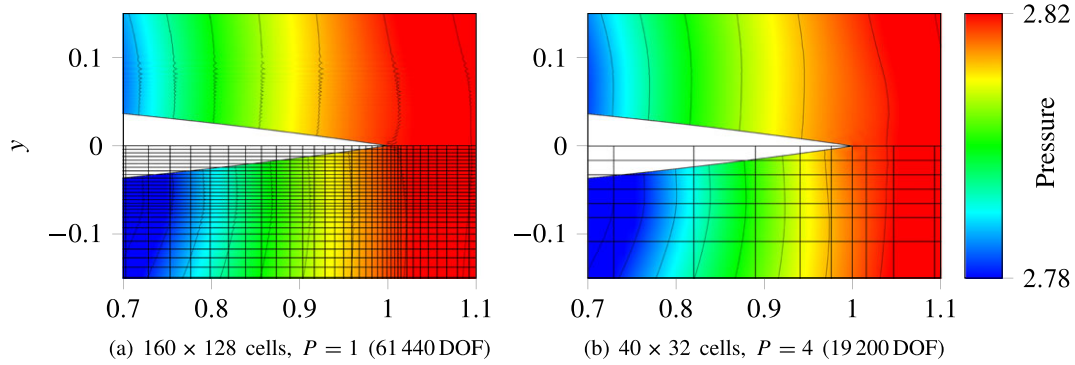 2.82
0.1
0
−0.1
y
0.7 0.8 0.9 1 1.1
(a) 160 × 128 cells, P = 1 (61 440 DOF)
0.1
0
−0.1
0.7 0.8 0.9 1 1.1
(b) 40 × 32 cells, P = 4 (19 200 DOF)
Pressure
2.78